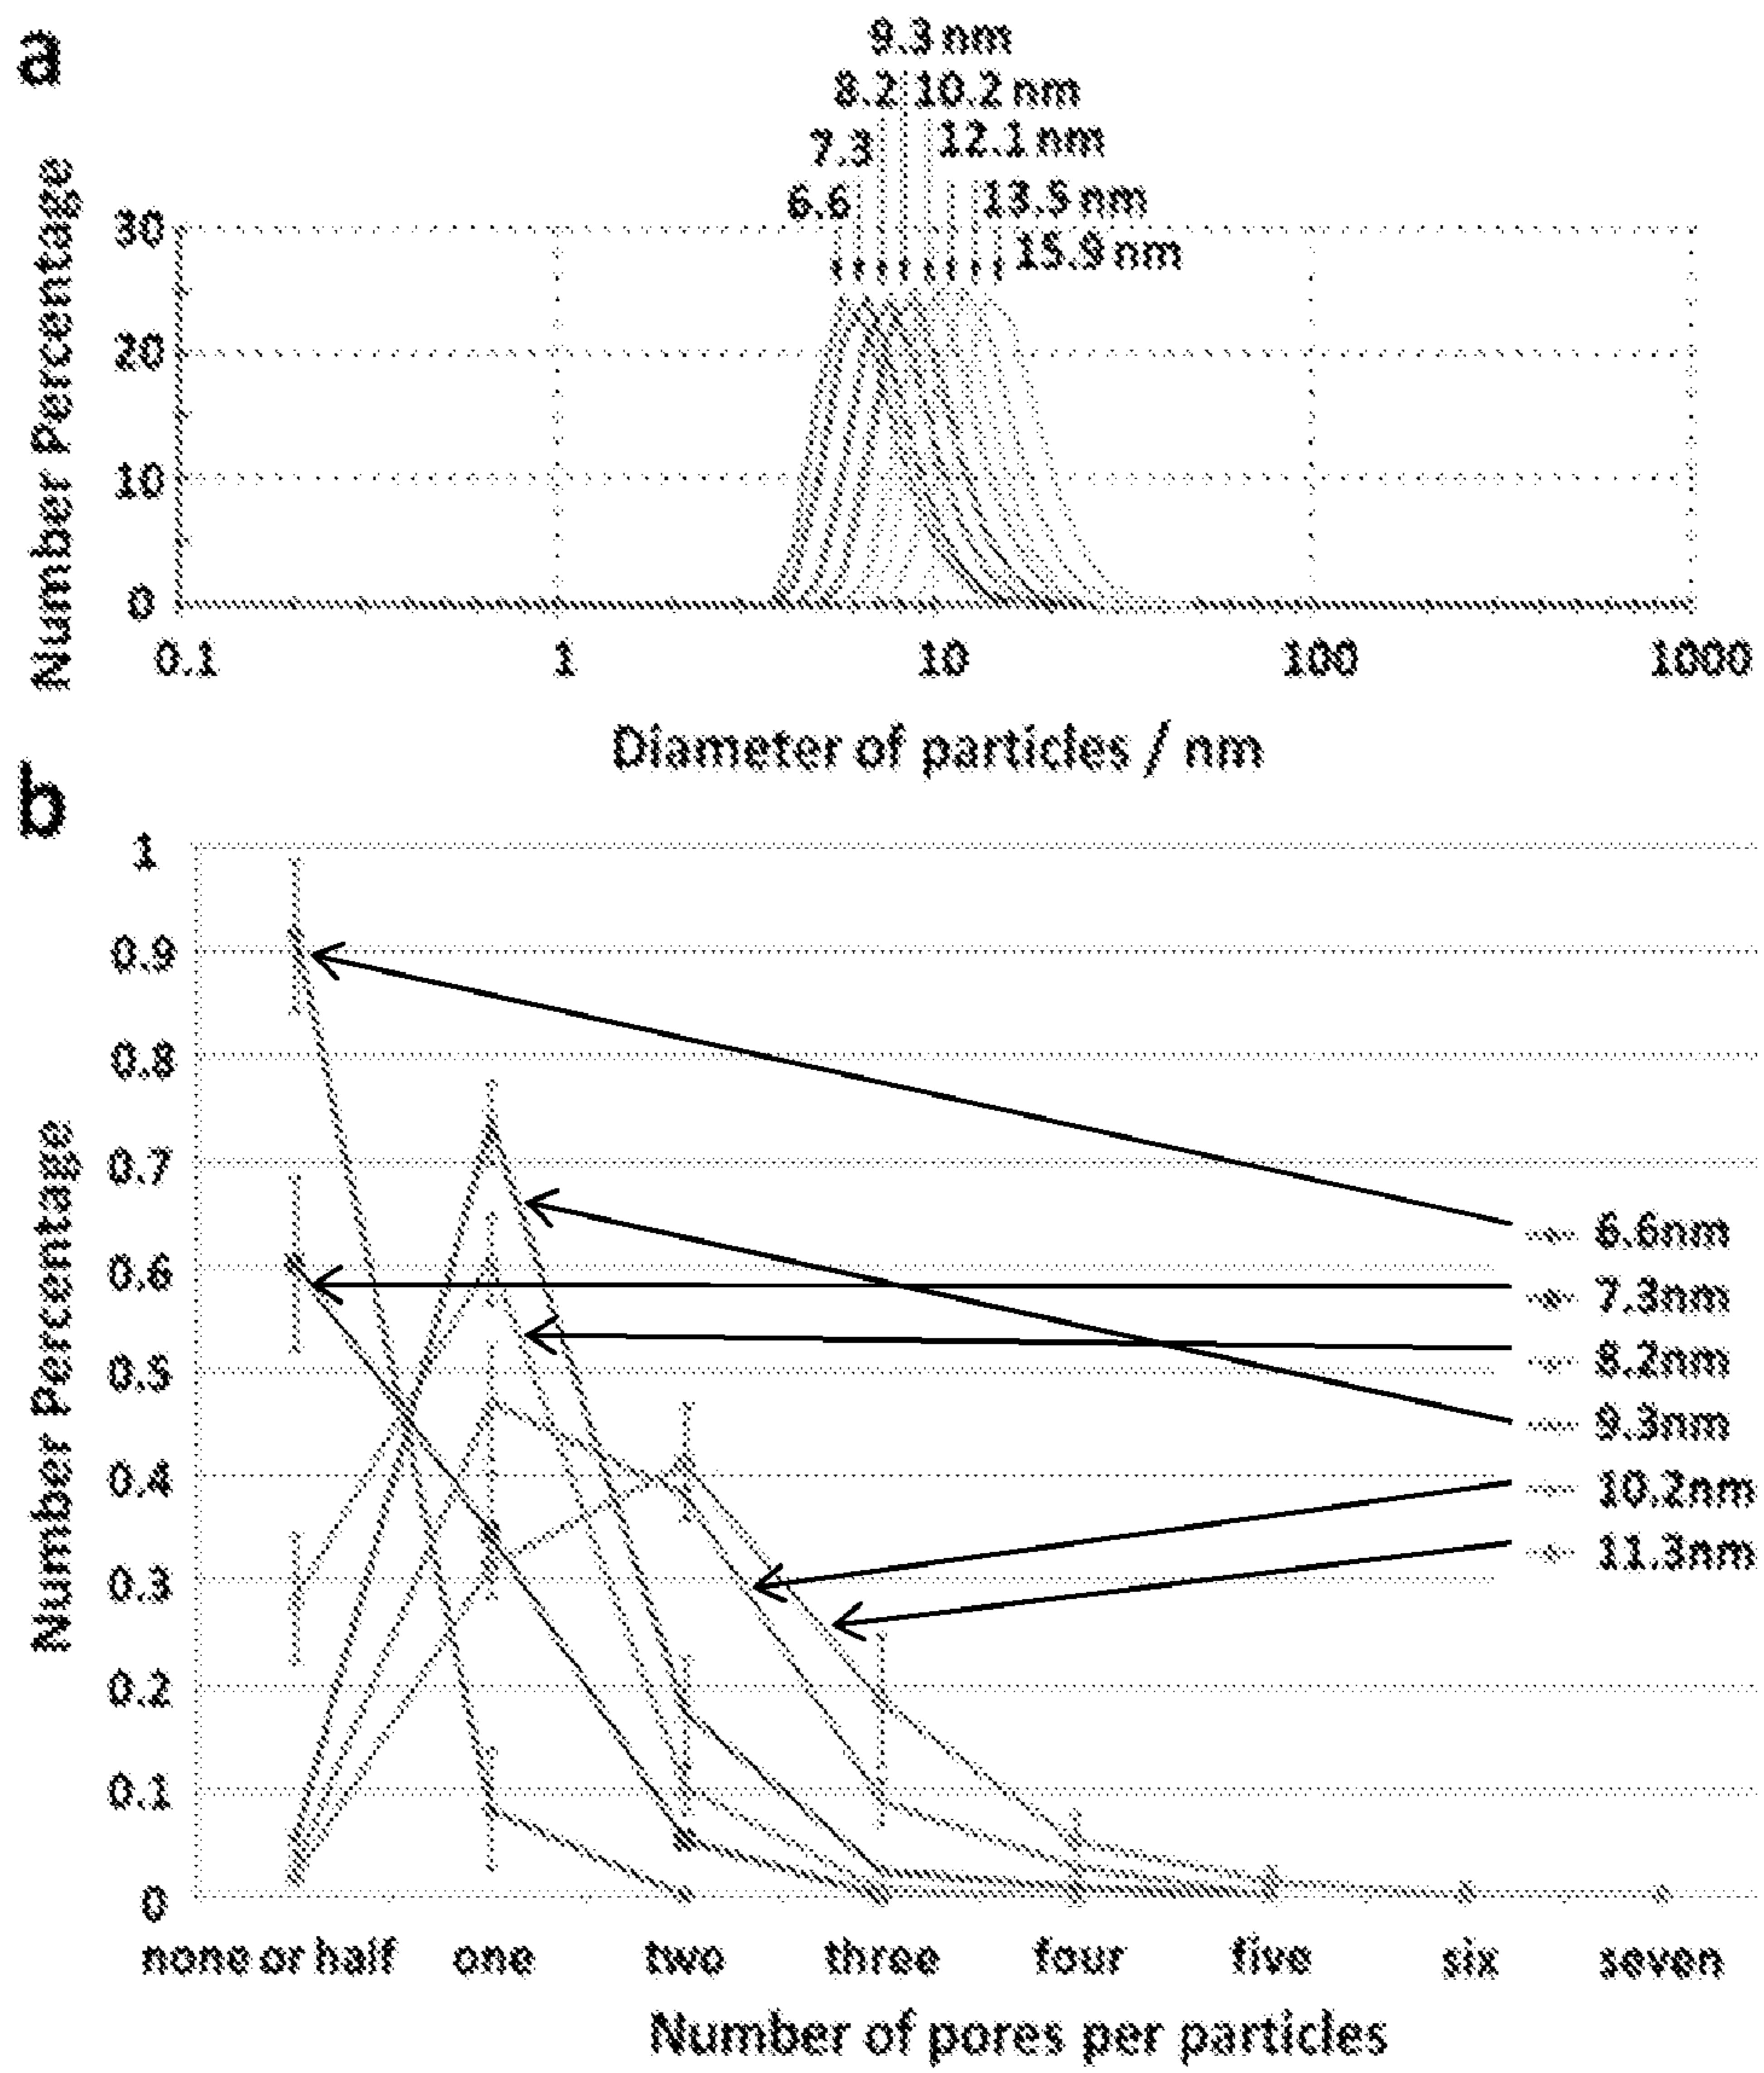 a
9.3 nm
8.2 10.2 nm
7.3 12.1 nm
6.6 13.5 nm
15.9 nm
Number Percentage
30
20
10
0
0.1 1 10 100 1000
Diameter of particles / nm
b
Number Percentage
1
0.9
0.8
0.7
0.6
0.5
0.4
0.3
0.2
0.1
0
6.6nm
7.3nm
8.2nm
9.3nm
10.2nm
11.3nm
none or half one two three four five six seven
Number of pores per particles